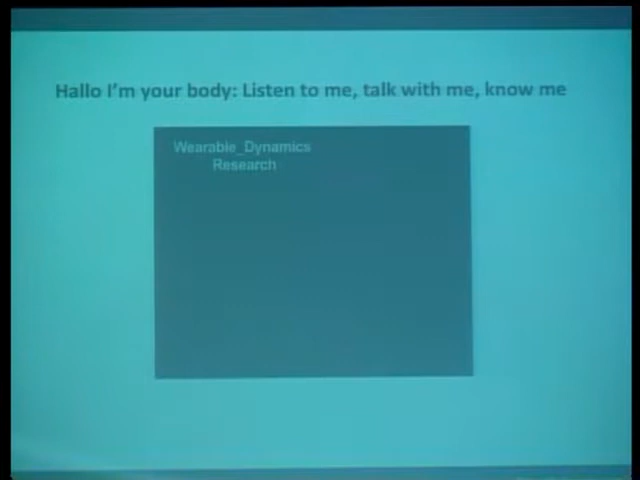 Hallo I'm your body: Listen to me, talk with me, know me
Wearable_Dynamics
Research